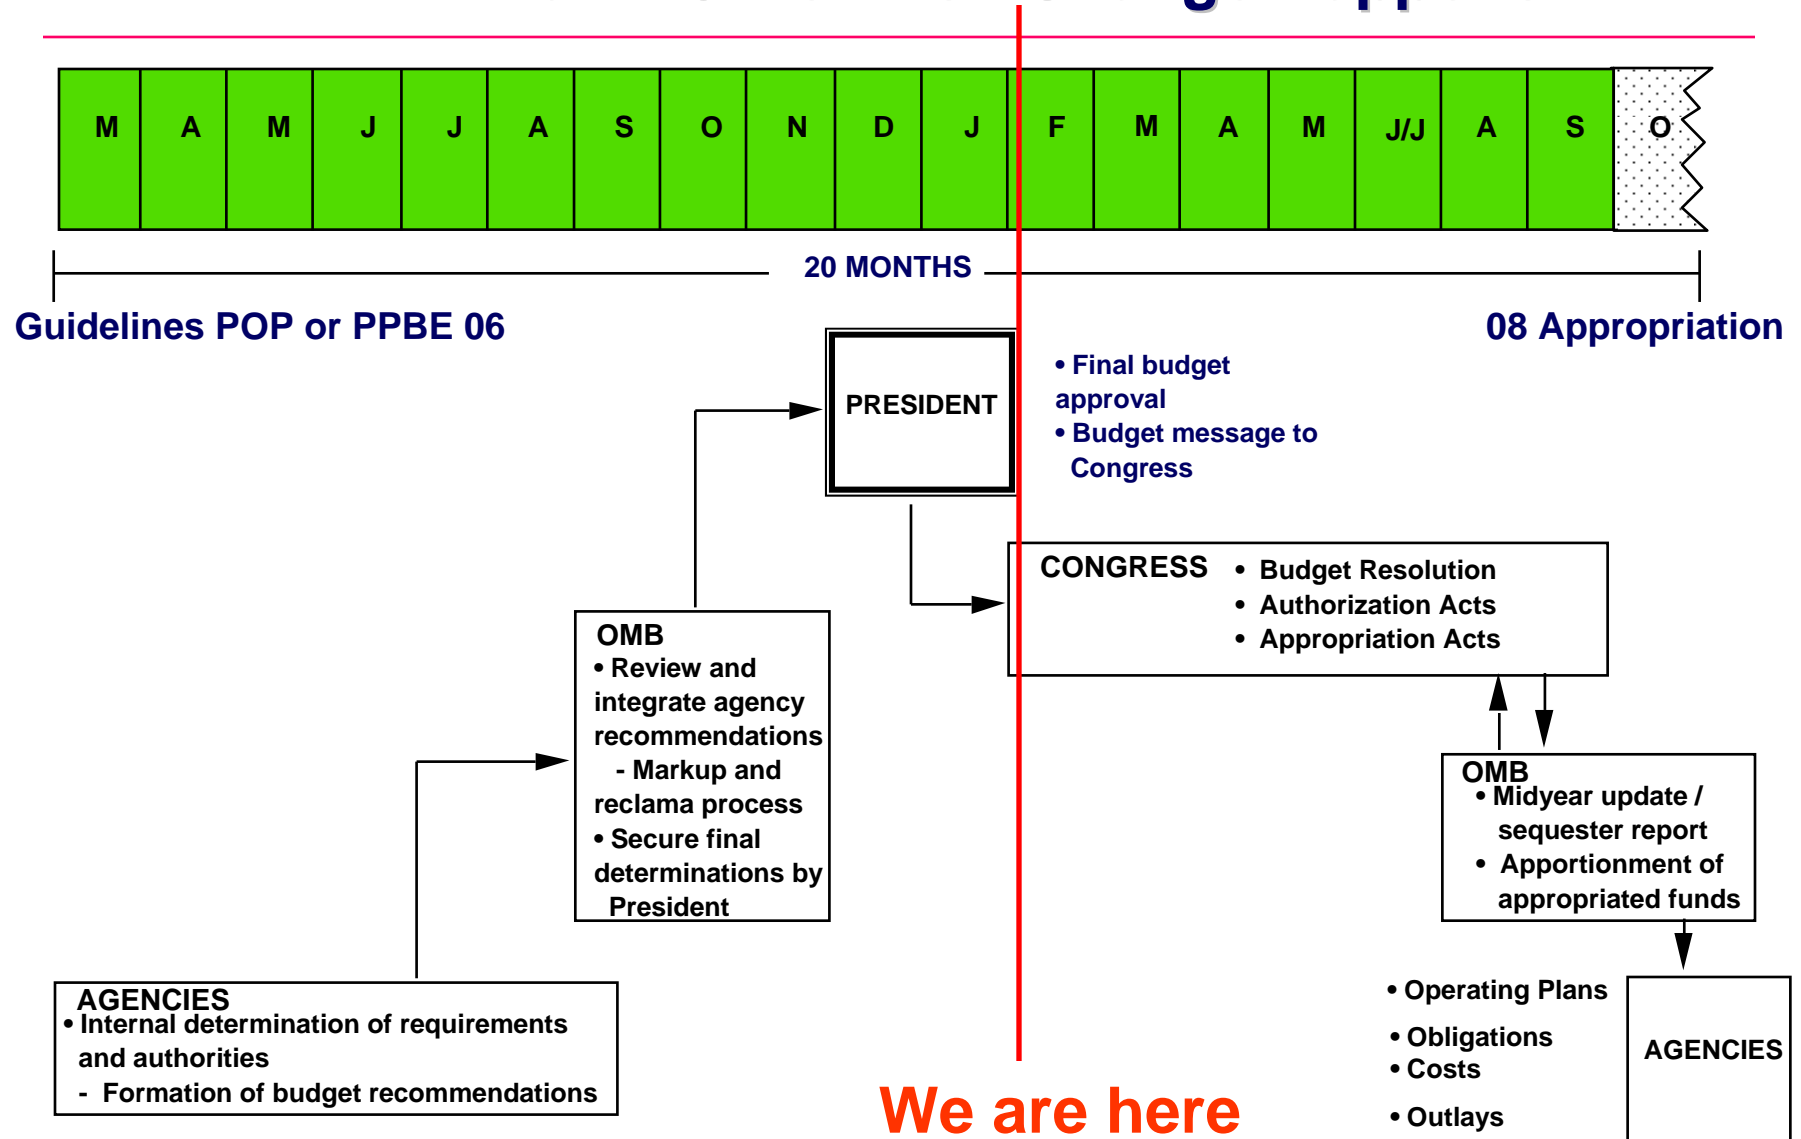 M A M J J A S O N D J F M A M J/J A S O
20 MONTHS
Guidelines POP or PPBE 06
08 Appropriation
PRESIDENT
• Final budget
approval
• Budget message to
Congress
CONGRESS
• Budget Resolution
• Authorization Acts
• Appropriation Acts
OMB
• Review and
integrate agency
recommendations
- Markup and
reclama process
• Secure final
determinations by
President
OMB
• Midyear update /
sequester report
• Apportionment of
appropriated funds
AGENCIES
• Internal determination of requirements
and authorities
- Formation of budget recommendations
• Operating Plans
• Obligations
• Costs
• Outlays
AGENCIES
We are here